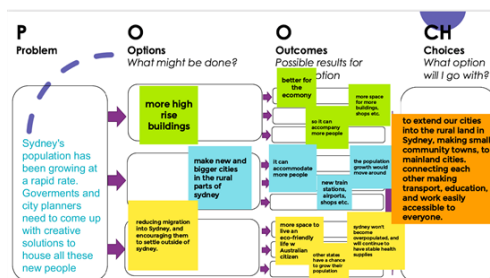 P
Problem
O
Options
What might be done?
O
Outcomes
Possible results for
option
CH
Choices
What option
will I go with?
Sydney's
population has
been growing at
a rapid rate.
Goverments and
city planners
need to come up
with creative
solutions to
house all these
new people
more high
rise
buildings
make new and
bigger cities
in the rural
parts of
sydney
reducing migration
into Sydney, and
encouraging them
to settle outside of
sydney.
better for
the
ecomony
so it can
accompany
more people
more space
for more
buildings,
shops etc.
it can
accommodate
more people
new train
stations,
airports,
shops etc.
the population
growth would
move around
more space to
live an
eco-friendly
life w
Australian
citizen
other states
have a chance
to grow their
population
sydney won't
become
overpopulated, and
will continue to
have stable health
supplies
to extend our cities
into the rural land in
Sydney, making small
community towns, to
mainland cities.
connecting each
other making
transport, education,
and work easily
accessible to
everyone.